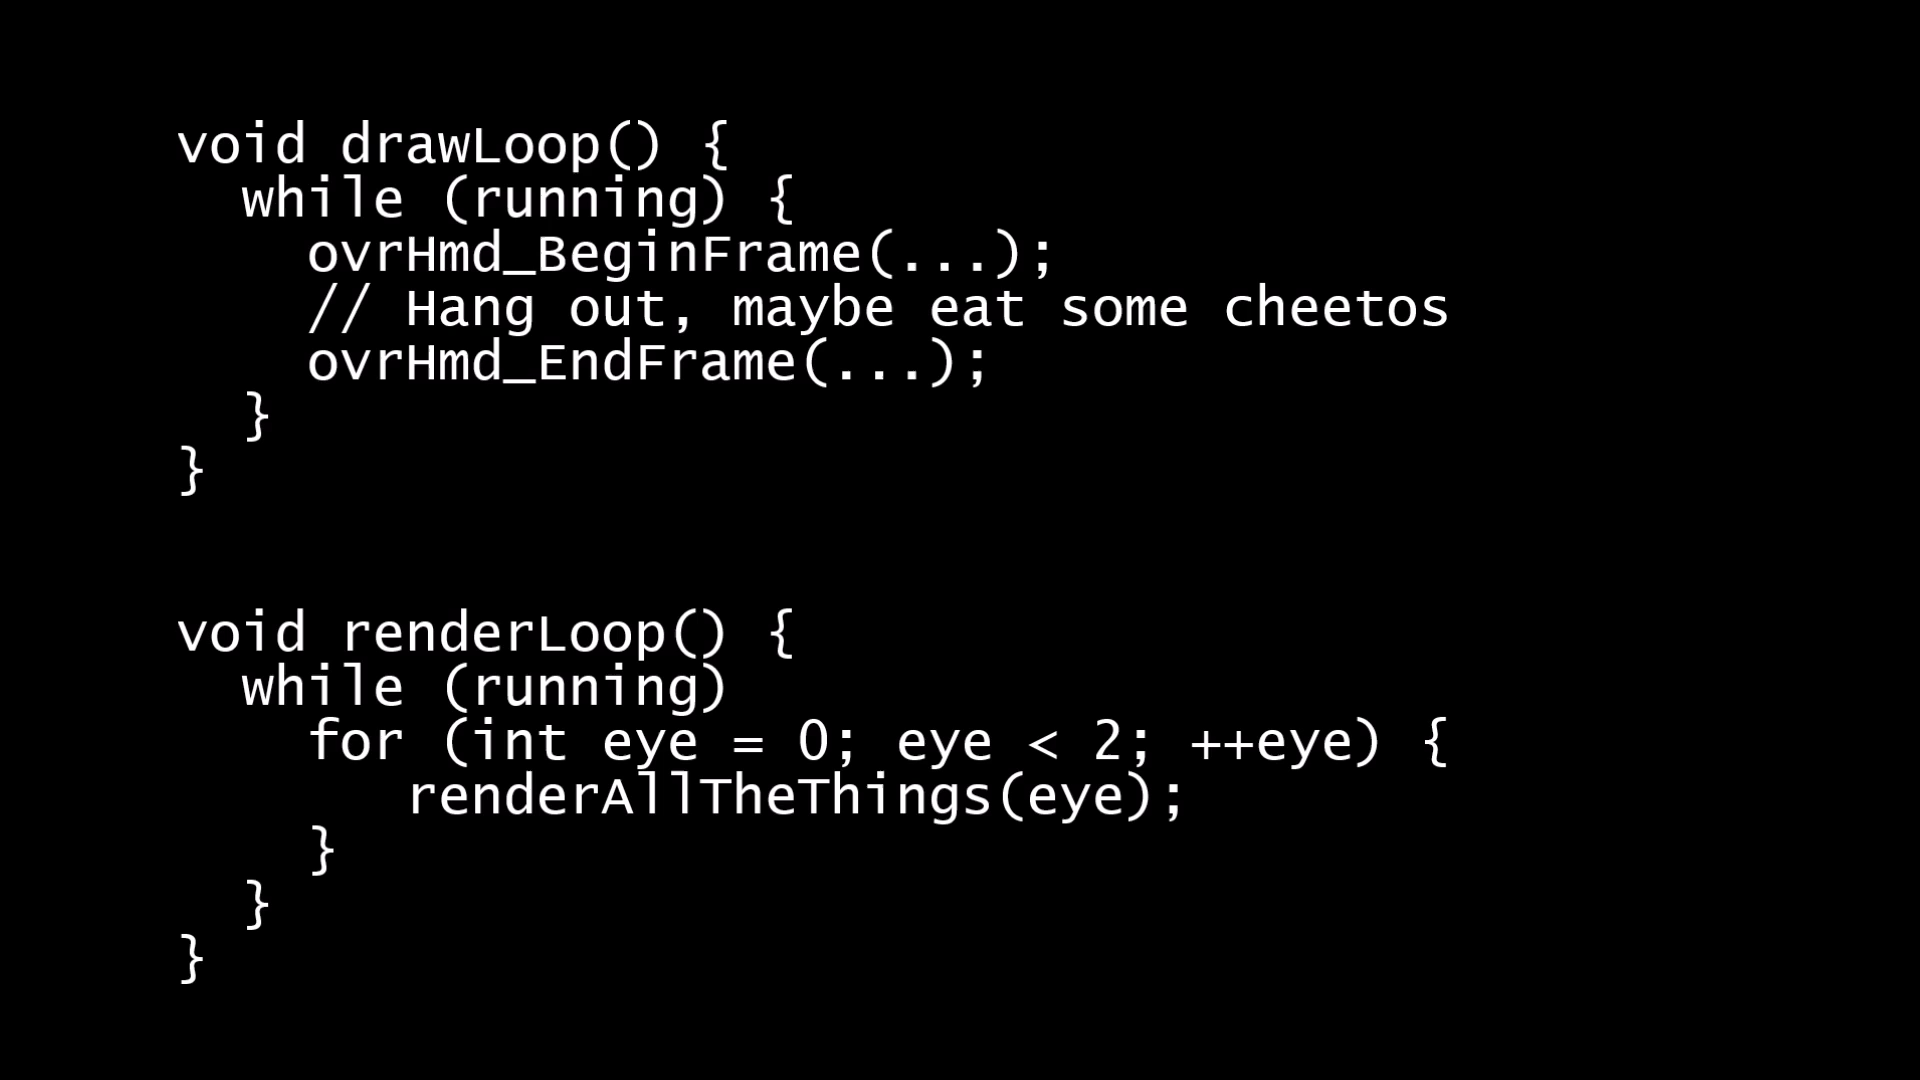 void drawLoop() {
  while (running) {
    ovrHmd_BeginFrame(...);
    // Hang out, maybe eat some cheetos
    ovrHmd_EndFrame(...);
  }
}
void renderLoop() {
  while (running)
    for (int eye = 0; eye < 2; ++eye) {
       renderAllTheThings(eye);
    }
  }
}